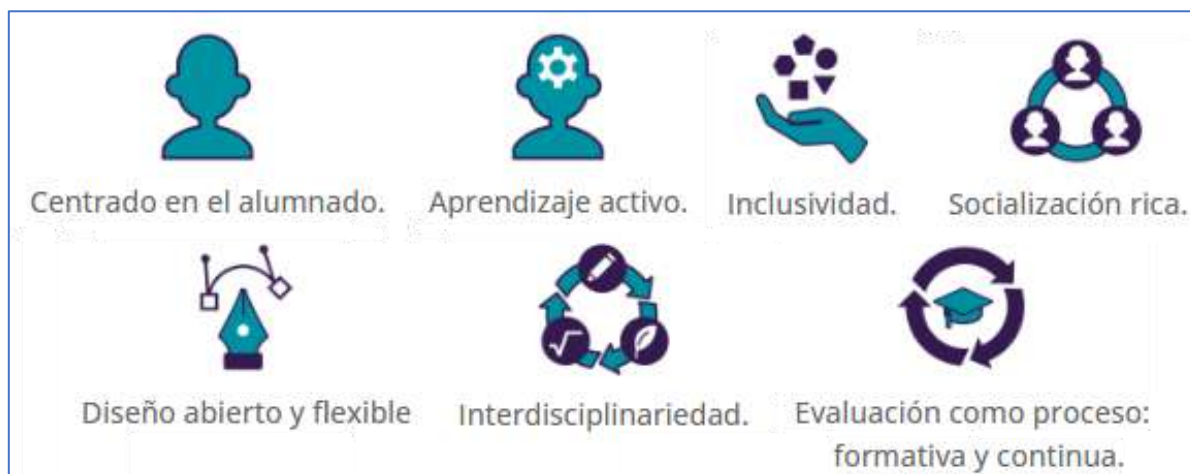 Centrado en el alumnado.
Aprendizaje activo.
Inclusividad.
Socialización rica.
Diseño abierto y flexible
Interdisciplinariedad.
Evaluación como proceso:
formativa y continua.